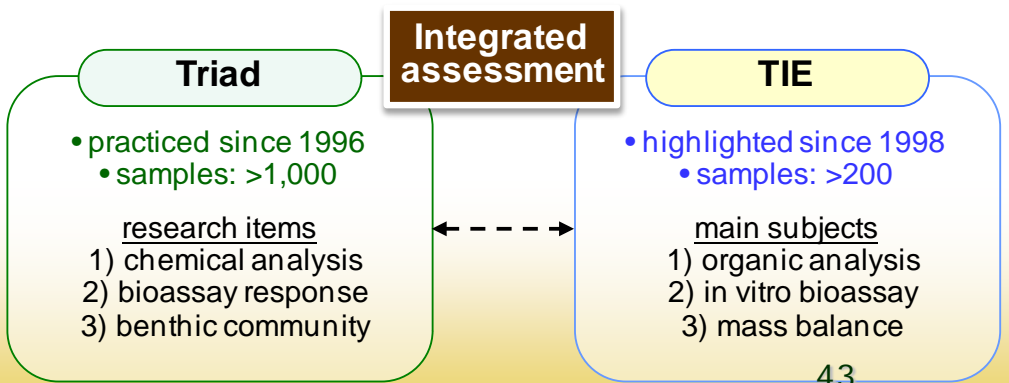 Integrated
assessment
Triad
• practiced since 1996
• samples: >1,000
research items
1) chemical analysis
2) bioassay response
3) benthic community
TIE
• highlighted since 1998
• samples: >200
main subjects
1) organic analysis
2) in vitro bioassay
3) mass balance
43